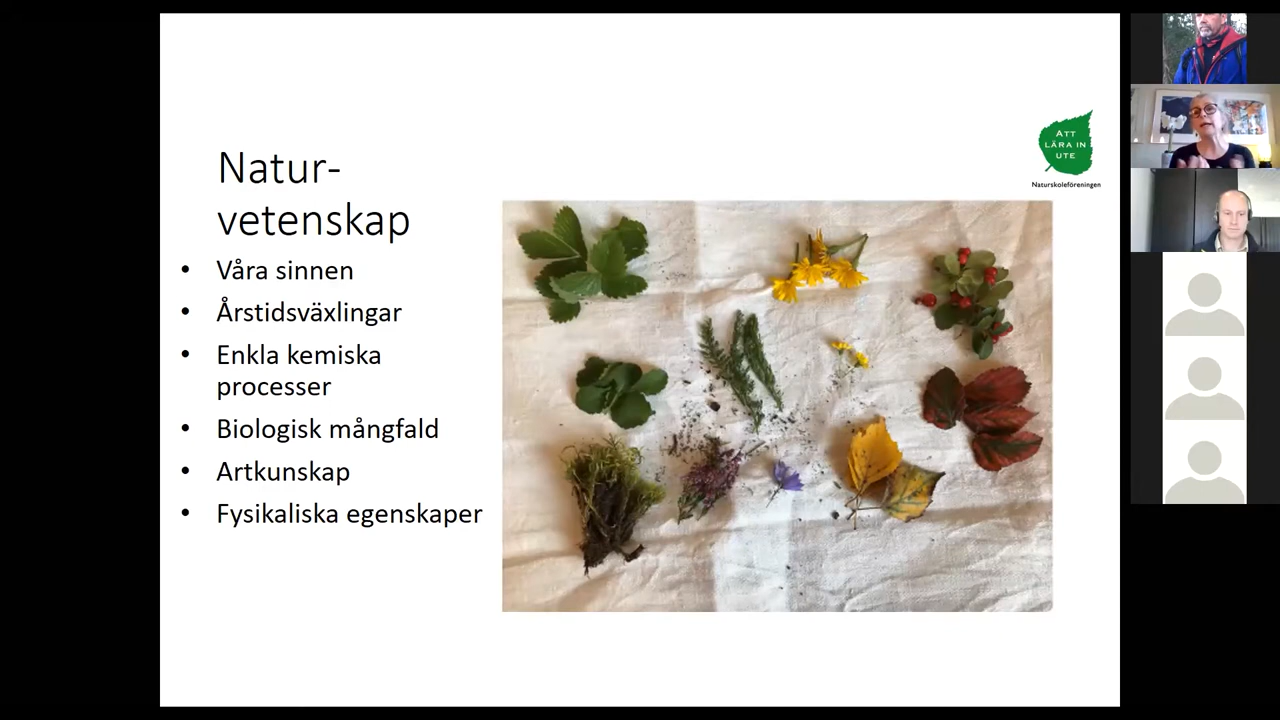 ATT
LÄRA IN
UTE
Naturskoleföreningen
Natur-
vetenskap
• Våra sinnen
• Årstidsväxlingar
• Enkla kemiska
processer
• Biologisk mångfald
• Artkunskap
• Fysikaliska egenskaper